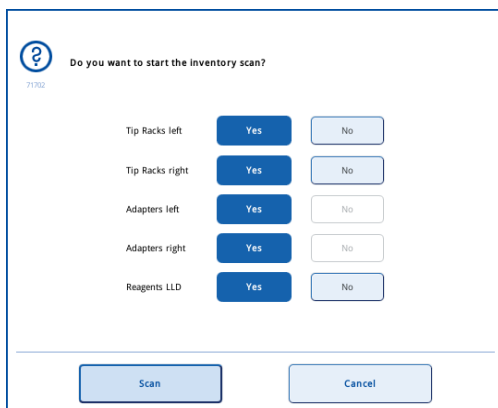 Do you want to start the inventory scan?
71702
Tip Racks left Yes No
Tip Racks right Yes No
Adapters left Yes No
Adapters right Yes No
Reagents LLD Yes No
Scan Cancel